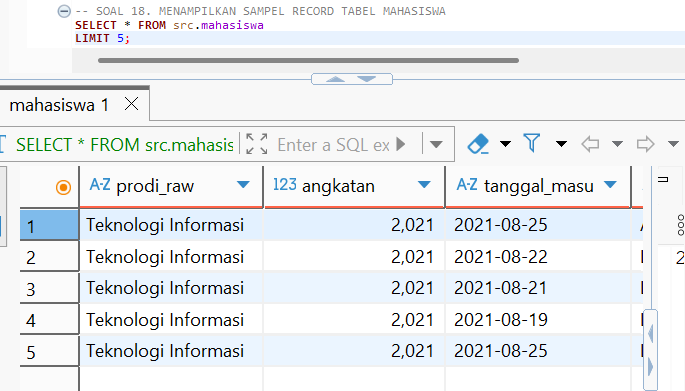 -- SOAL 18. MENAMPILKAN SAMPEL RECORD TABEL MAHASISWA
SELECT * FROM src.mahasiswa
LIMIT 5;
mahasiswa 1
SELECT * FROM src.mahasis
Enter a SQL ex
A-Z prodi_raw 123 angkatan A-Z tanggal_masu
1 Teknologi Informasi 2,021 2021-08-25
2 Teknologi Informasi 2,021 2021-08-22
3 Teknologi Informasi 2,021 2021-08-21
4 Teknologi Informasi 2,021 2021-08-19
5 Teknologi Informasi 2,021 2021-08-25